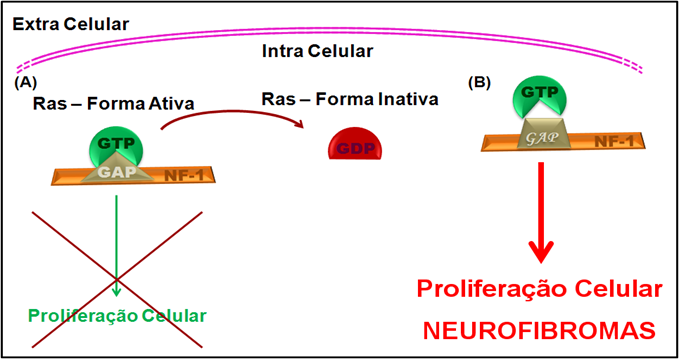 Extra Celular
Intra Celular
(A)
Ras – Forma Ativa
Ras – Forma Inativa
(B)
GTP
GAP
NF-1
GDP
GTP
GAP
NF-1
Proliferação Celular
Proliferação Celular
NEUROFIBROMAS